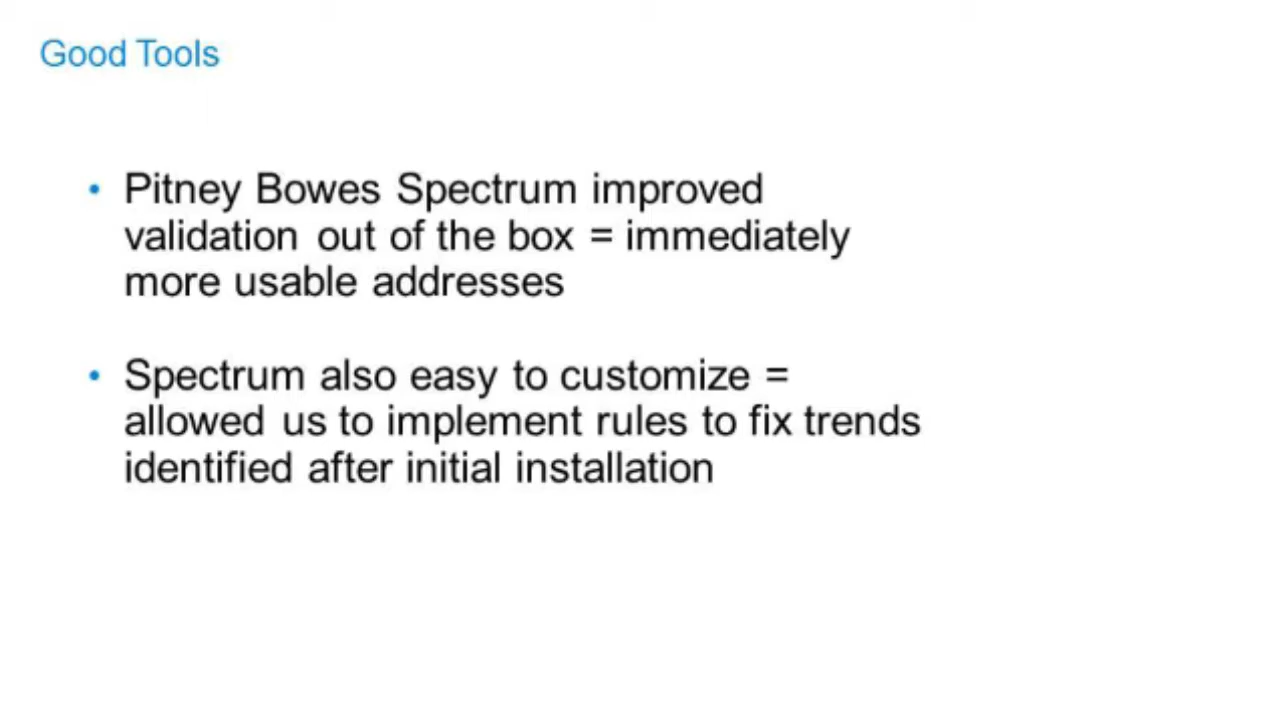 Good Tools
• Pitney Bowes Spectrum improved
validation out of the box = immediately
more usable addresses
• Spectrum also easy to customize =
allowed us to implement rules to fix trends
identified after initial installation